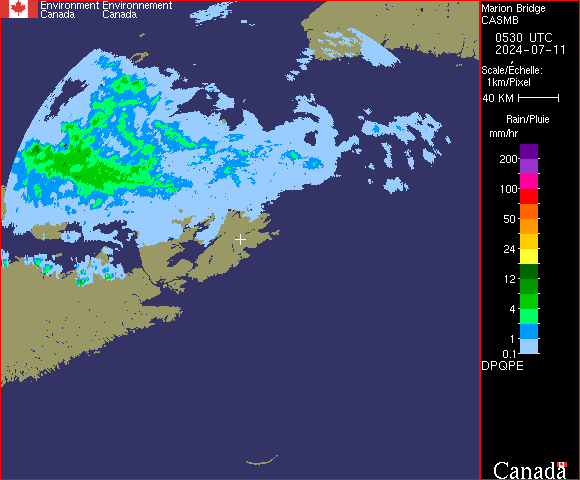 Environment Environnement
Canada Canada
Marion Bridge
CASMB
0530 UTC
2024-07-11
Scale/Échelle:
1km/Pixel
40 KM
Rain/Pluie
mm/hr
200
100
50
24
12
4
1
0.1
DPQPE
Canada